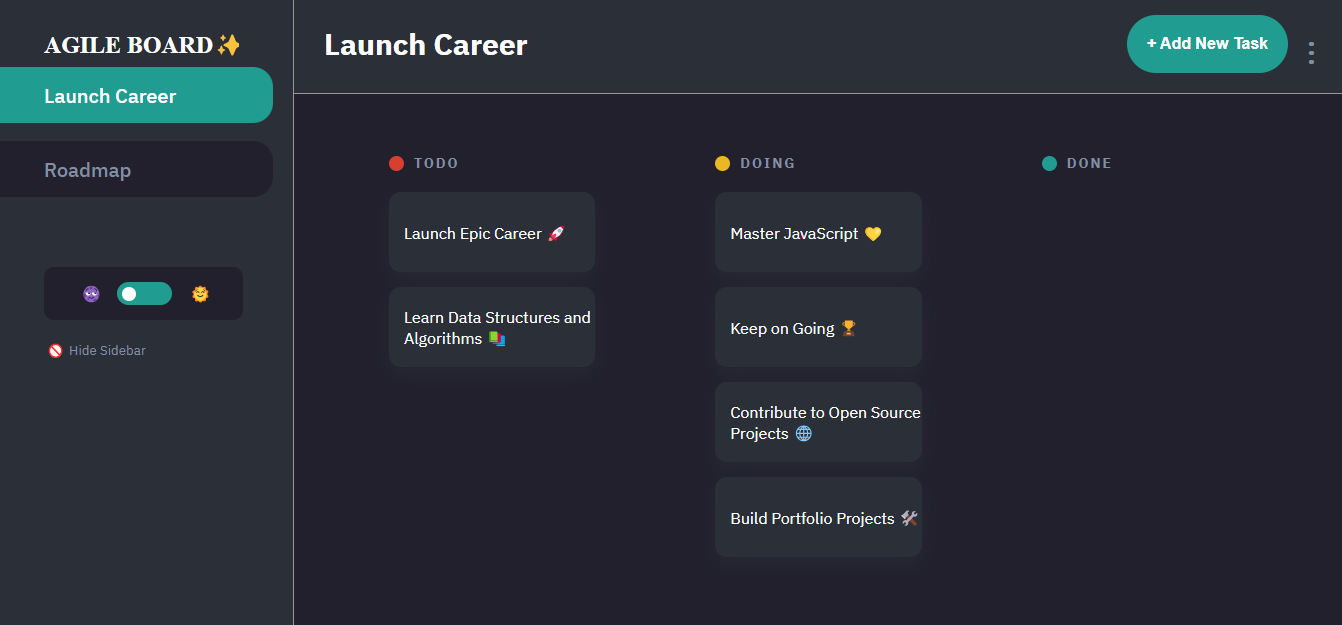 AGILE BOARD✨
Launch Career
Roadmap
Hide Sidebar
Launch Career
+ Add New Task
TODO
Launch Epic Career 🚀
Learn Data Structures and
Algorithms 📚
DOING
Master JavaScript 💛
Keep on Going 🏆
Contribute to Open Source
Projects 🌐
Build Portfolio Projects 🛠️
DONE